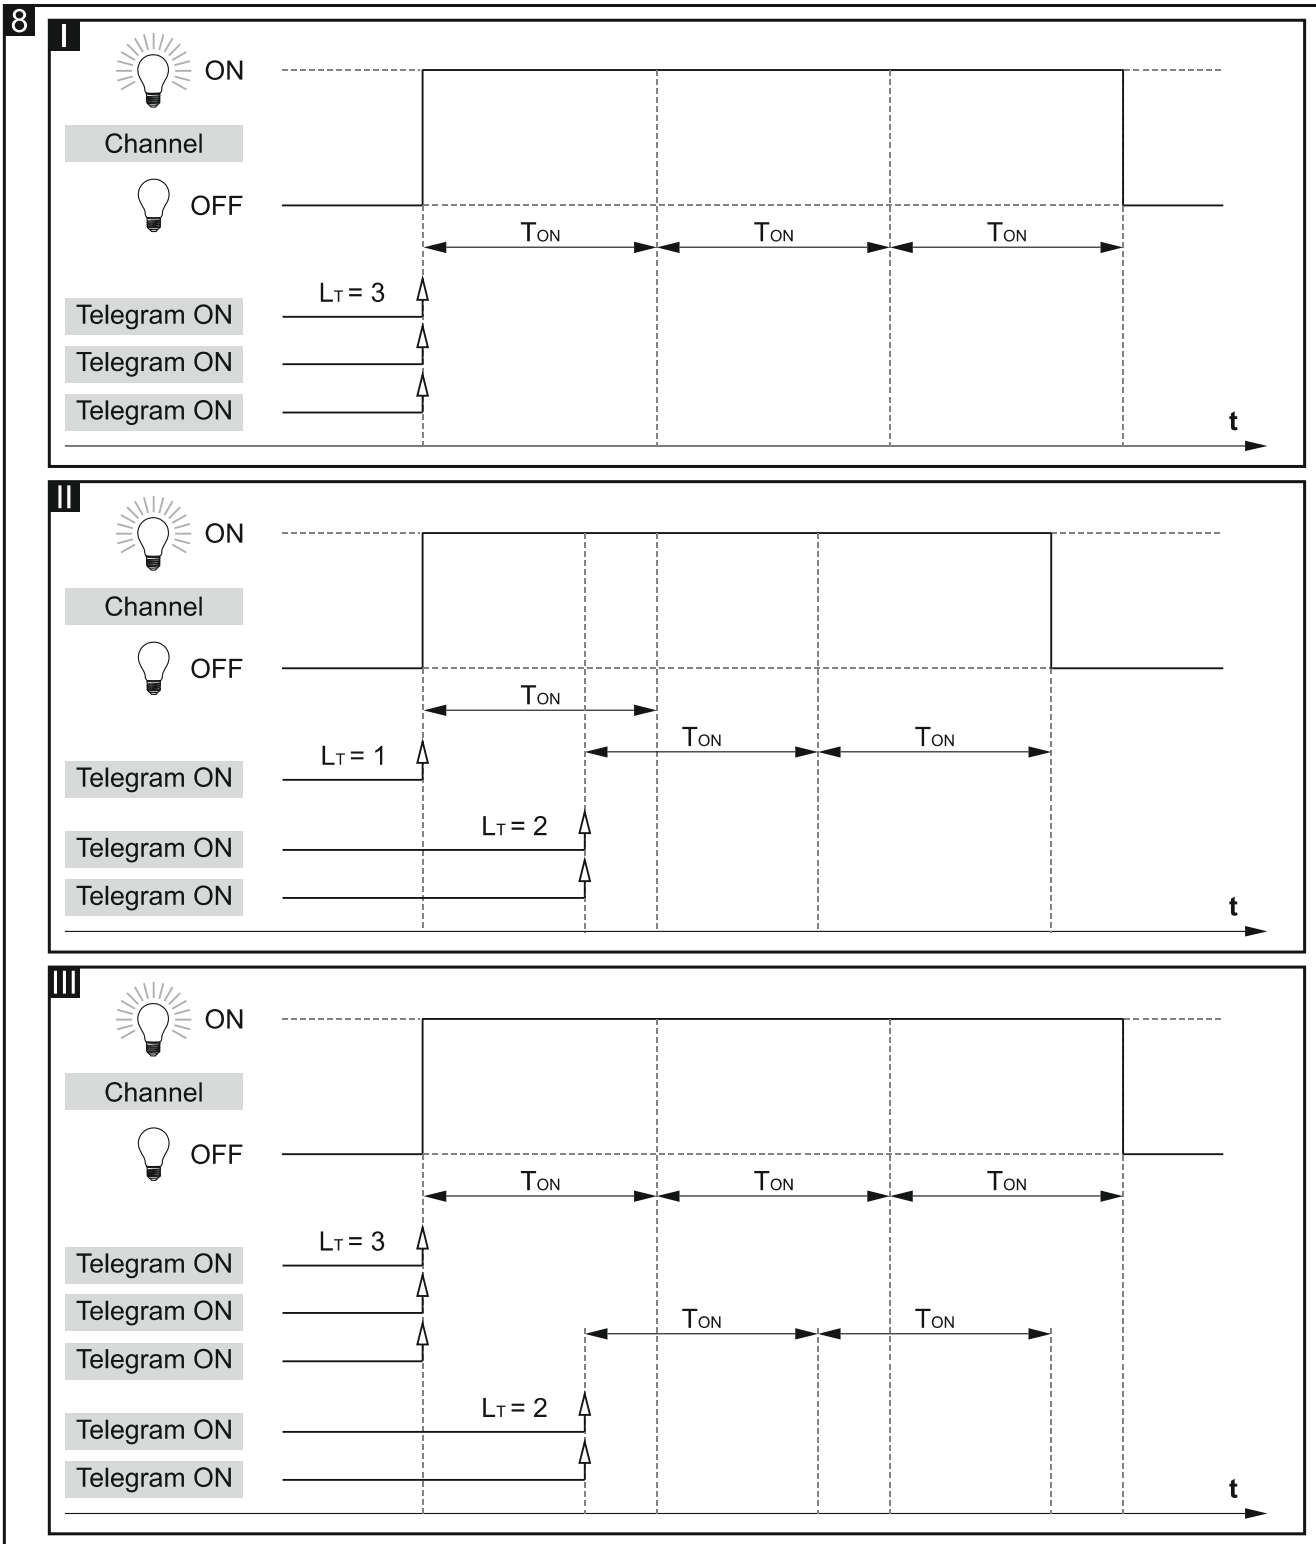 8
I
ON
Channel
OFF
TON TON TON
LT = 3
Telegram ON
Telegram ON
Telegram ON
t
II
ON
Channel
OFF
TON
TON TON
LT = 1
Telegram ON
LT = 2
Telegram ON
Telegram ON
t
III
ON
Channel
OFF
TON TON TON
LT = 3
Telegram ON
Telegram ON
TON TON
Telegram ON
LT = 2
Telegram ON
Telegram ON
t